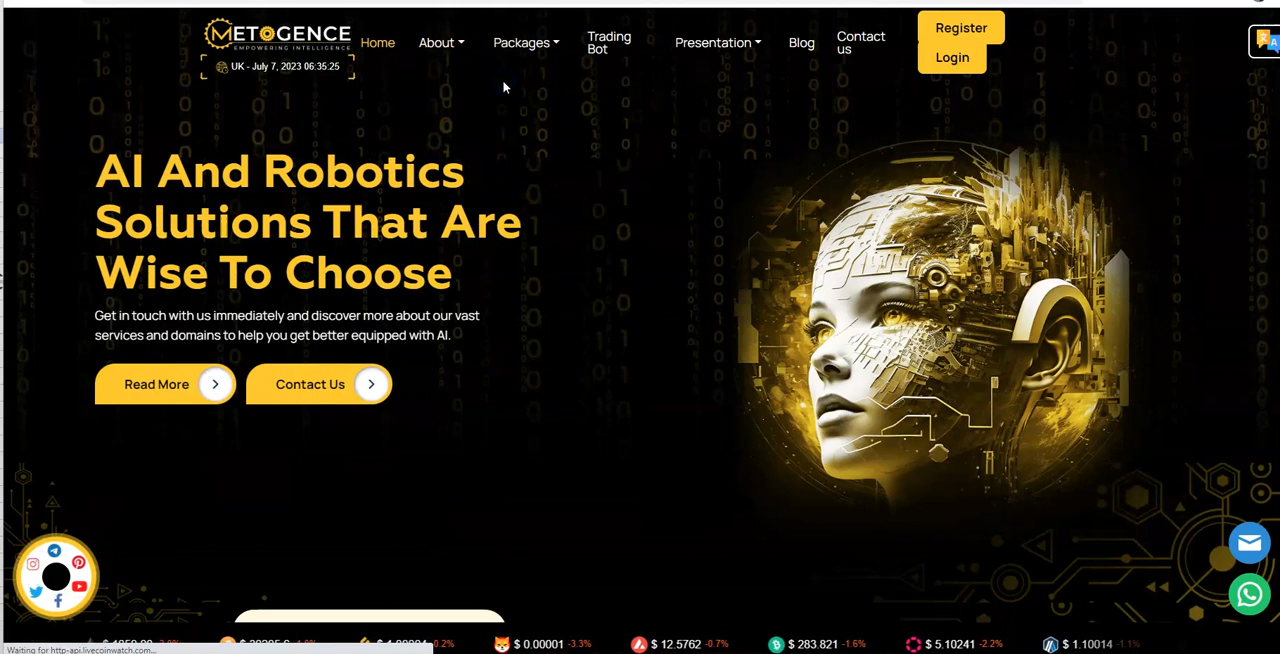 METOGENCE
EMPOWERING INTELLIGENCE
UK - July 7, 2023 06:35:25
Home
About
Packages
Trading
Bot
Presentation
Blog
Contact
us
Register
Login
AI And Robotics
Solutions That Are
Wise To Choose
Get in touch with us immediately and discover more about our vast
services and domains to help you get better equipped with AI.
Read More
Contact Us
-0.2%
$ 0.00001 -3.3%
$ 12.5762 -0.7%
$ 283.821 -1.6%
$ 5.10241 -2.2%
$ 1.10014 -1.1%
Waiting for http-api.livecoinwatch.com...